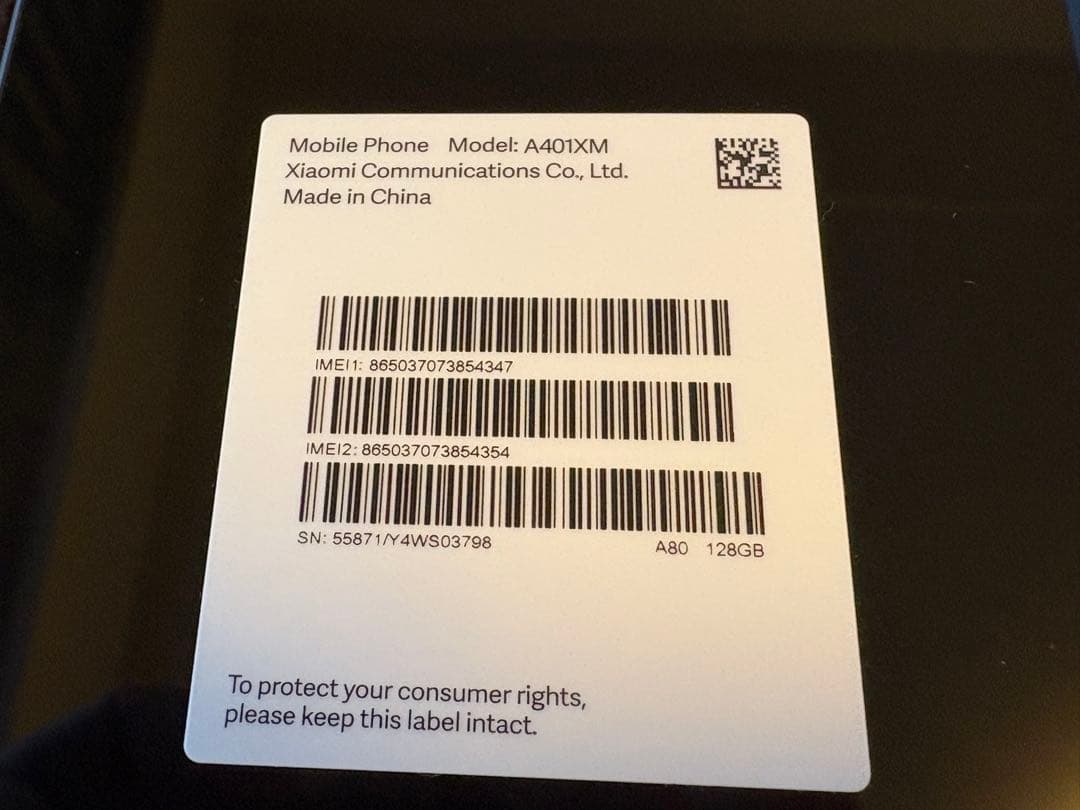 Mobile Phone Model: A401XM
Xiaomi Communications Co., Ltd.
Made in China
IMEI1: 865037073854347
IMEI2: 865037073854354
SN: 55871/Y4WS03798 A80 128GB
To protect your consumer rights,
please keep this label intact.